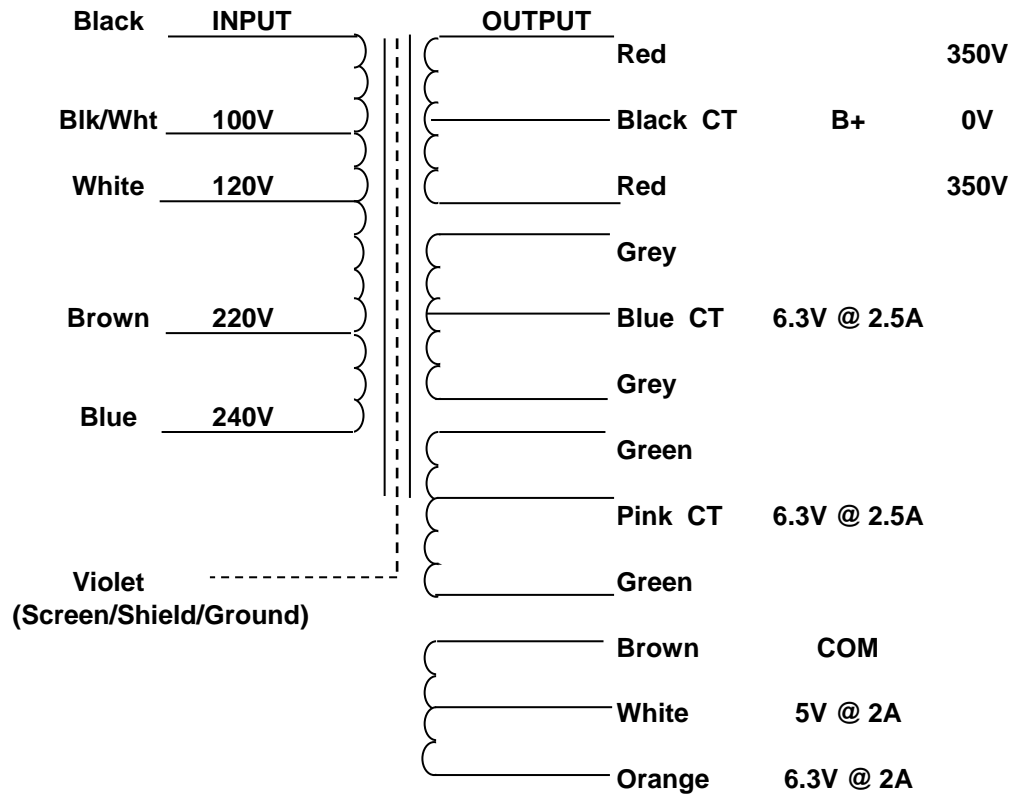 Black INPUT OUTPUT
Red 350V
Blk/Wht 100V Black CT B+ 0V
White 120V Red 350V
Grey
Brown 220V Blue CT 6.3V @ 2.5A
Grey
Blue 240V
Green
Pink CT 6.3V @ 2.5A
Violet Green
(Screen/Shield/Ground)
Brown COM
White 5V @ 2A
Orange 6.3V @ 2A